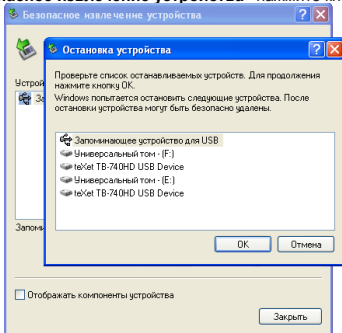 Безопасное извлечение устройства
Остановка устройства
Проверьте список останавливаемых устройств. Для продолжения
нажмите кнопку OK.
Windows попытается остановить следующие устройства. После
остановки устройства могут быть безопасно удалены.
Запоминающее устройство для USB
Универсальный том - (F:)
teXet TB-740HD USB Device
Универсальный том - (E:)
teXet TB-740HD USB Device
OK
Отмена
Отображать компоненты устройства
Закрыть